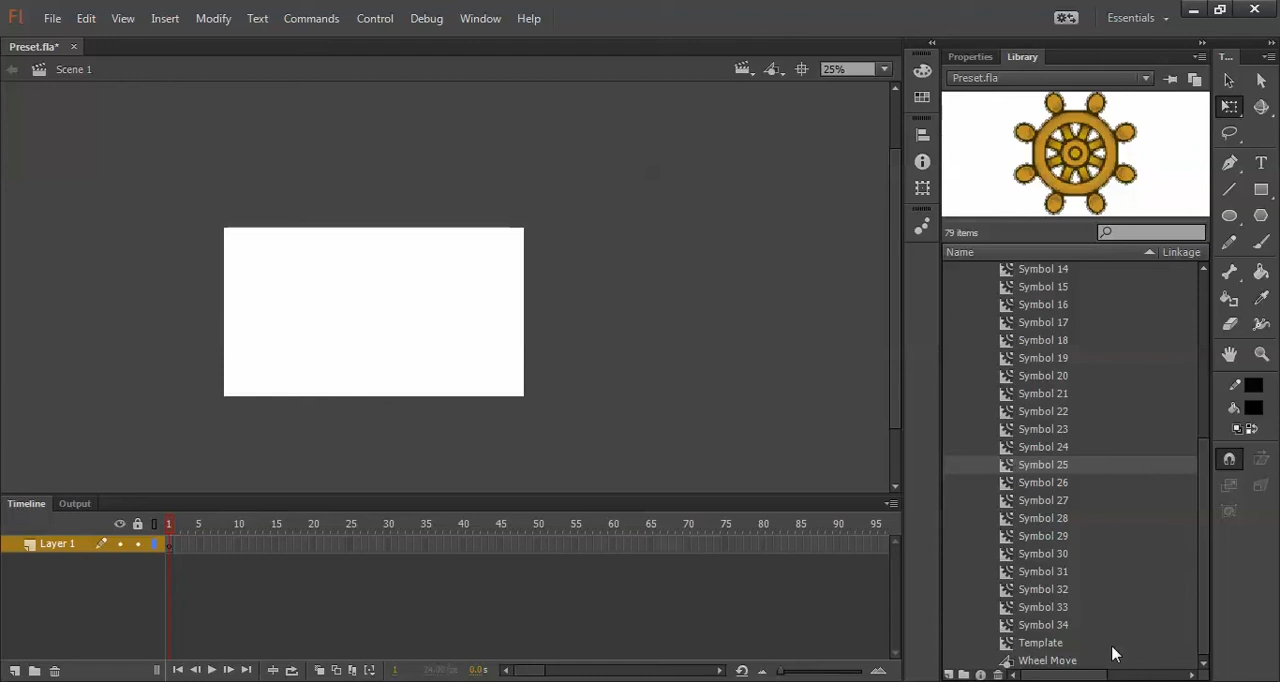 Fl File Edit View Insert Modify Text Commands Control Debug Window Help Essentials
Preset.fla* Properties Library T...
Scene 1 25% Preset.fla
79 items
Name Linkage
Symbol 14
Symbol 15
Symbol 16
Symbol 17
Symbol 18
Symbol 19
Symbol 20
Symbol 21
Symbol 22
Symbol 23
Symbol 24
Symbol 25
Symbol 26
Symbol 27
Symbol 28
Symbol 29
Symbol 30
Symbol 31
Symbol 32
Symbol 33
Symbol 34
Template
Wheel Move
Timeline Output
1 5 10 15 20 25 30 35 40 45 50 55 60 65 70 75 80 85 90 95
Layer 1
1 24.00 fps 0.0 s